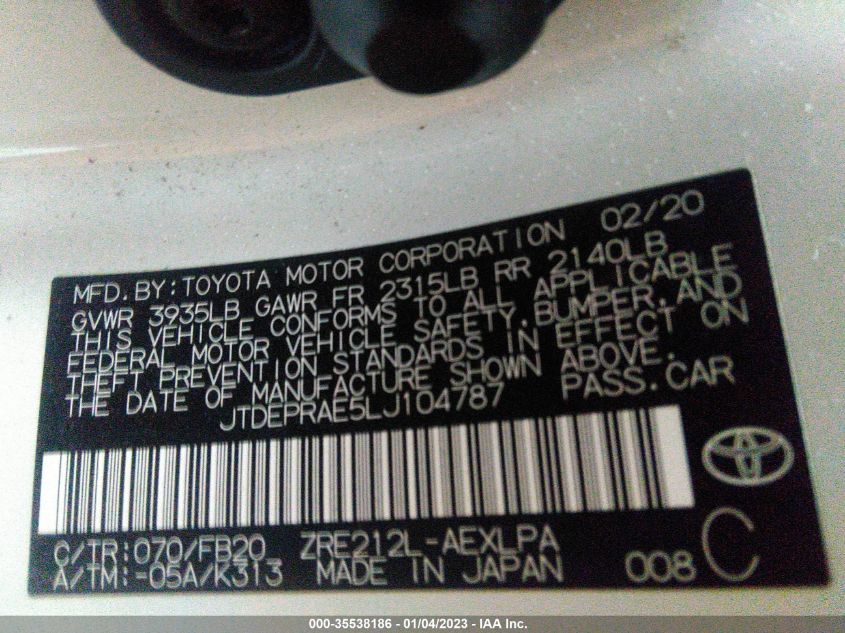 MFD. BY: TOYOTA MOTOR CORPORATION 02/20
GVWR 3935LB GAWR FR 2315LB RR 2140LB
THIS VEHICLE CONFORMS TO ALL APPLICABLE
FEDERAL MOTOR VEHICLE SAFETY, BUMPER, AND
THEFT PREVENTION STANDARDS IN EFFECT ON
THE DATE OF MANUFACTURE SHOWN ABOVE.
JTDEPRAE5LJ104787 PASS. CAR
C/TR: 070/FB20 ZRE212L-AEXLPA
A/TM: -05A/K313 MADE IN JAPAN 008 C
000-35538186 - 01/04/2023 - IAA Inc.